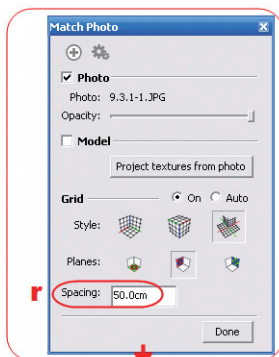 Match Photo
Photo
Photo: 9.3.1-1.JPG
Opacity:
Model
Project textures from photo
Grid On Auto
Style:
Planes:
r Spacing: 50.0cm
Done